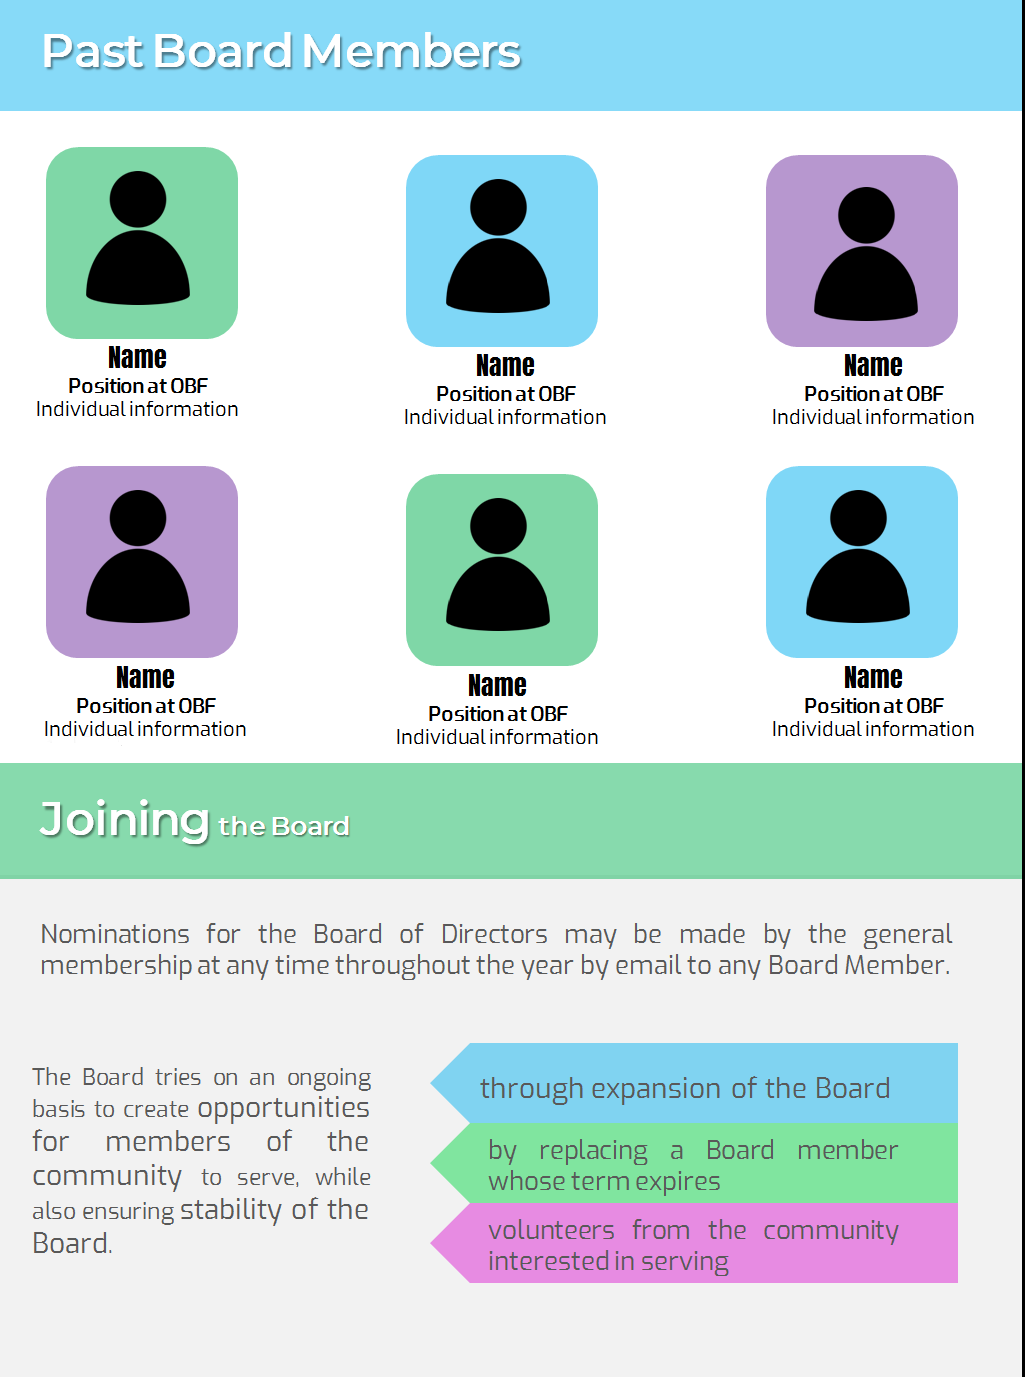 Past Board Members
Name
Position at OBF
Individual information
Name
Position at OBF
Individual information
Name
Position at OBF
Individual information
Name
Position at OBF
Individual information
Name
Position at OBF
Individual information
Name
Position at OBF
Individual information
Joining the Board
Nominations for the Board of Directors may be made by the general
membership at any time throughout the year by email to any Board Member.
The Board tries on an ongoing
basis to create opportunities
for members of the
community to serve, while
also ensuring stability of the
Board.
through expansion of the Board
by replacing a Board member
whose term expires
volunteers from the community
interested in serving